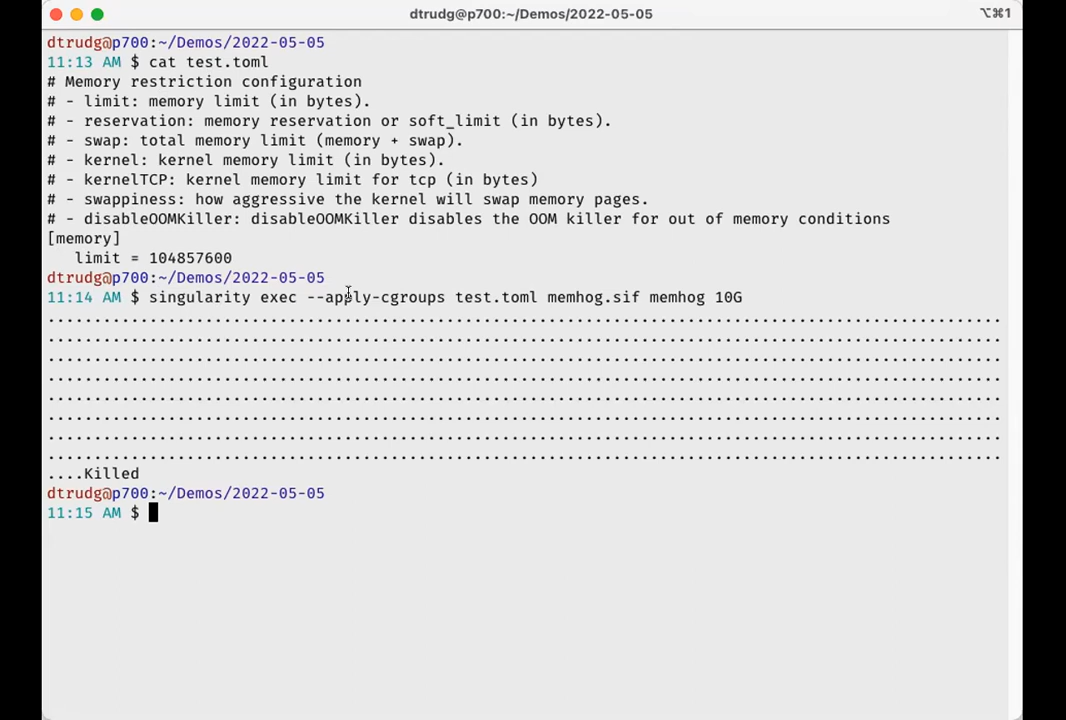 dtrudg@p700:~/Demos/2022-05-05
⌥⌘1
dtrudg@p700:~/Demos/2022-05-05
11:13 AM $ cat test.toml
# Memory restriction configuration
# - limit: memory limit (in bytes).
# - reservation: memory reservation or soft_limit (in bytes).
# - swap: total memory limit (memory + swap).
# - kernel: kernel memory limit (in bytes).
# - kernelTCP: kernel memory limit for tcp (in bytes)
# - swappiness: how aggressive the kernel will swap memory pages.
# - disableOOMKiller: disableOOMKiller disables the OOM killer for out of memory conditions
[memory]
limit = 104857600
dtrudg@p700:~/Demos/2022-05-05
11:14 AM $ singularity exec --apply-cgroups test.toml memhog.sif memhog 10G
.......................................................................................................
.......................................................................................................
.......................................................................................................
.......................................................................................................
.......................................................................................................
.......................................................................................................
.......................................................................................................
.......................................................................................................
....Killed
dtrudg@p700:~/Demos/2022-05-05
11:15 AM $